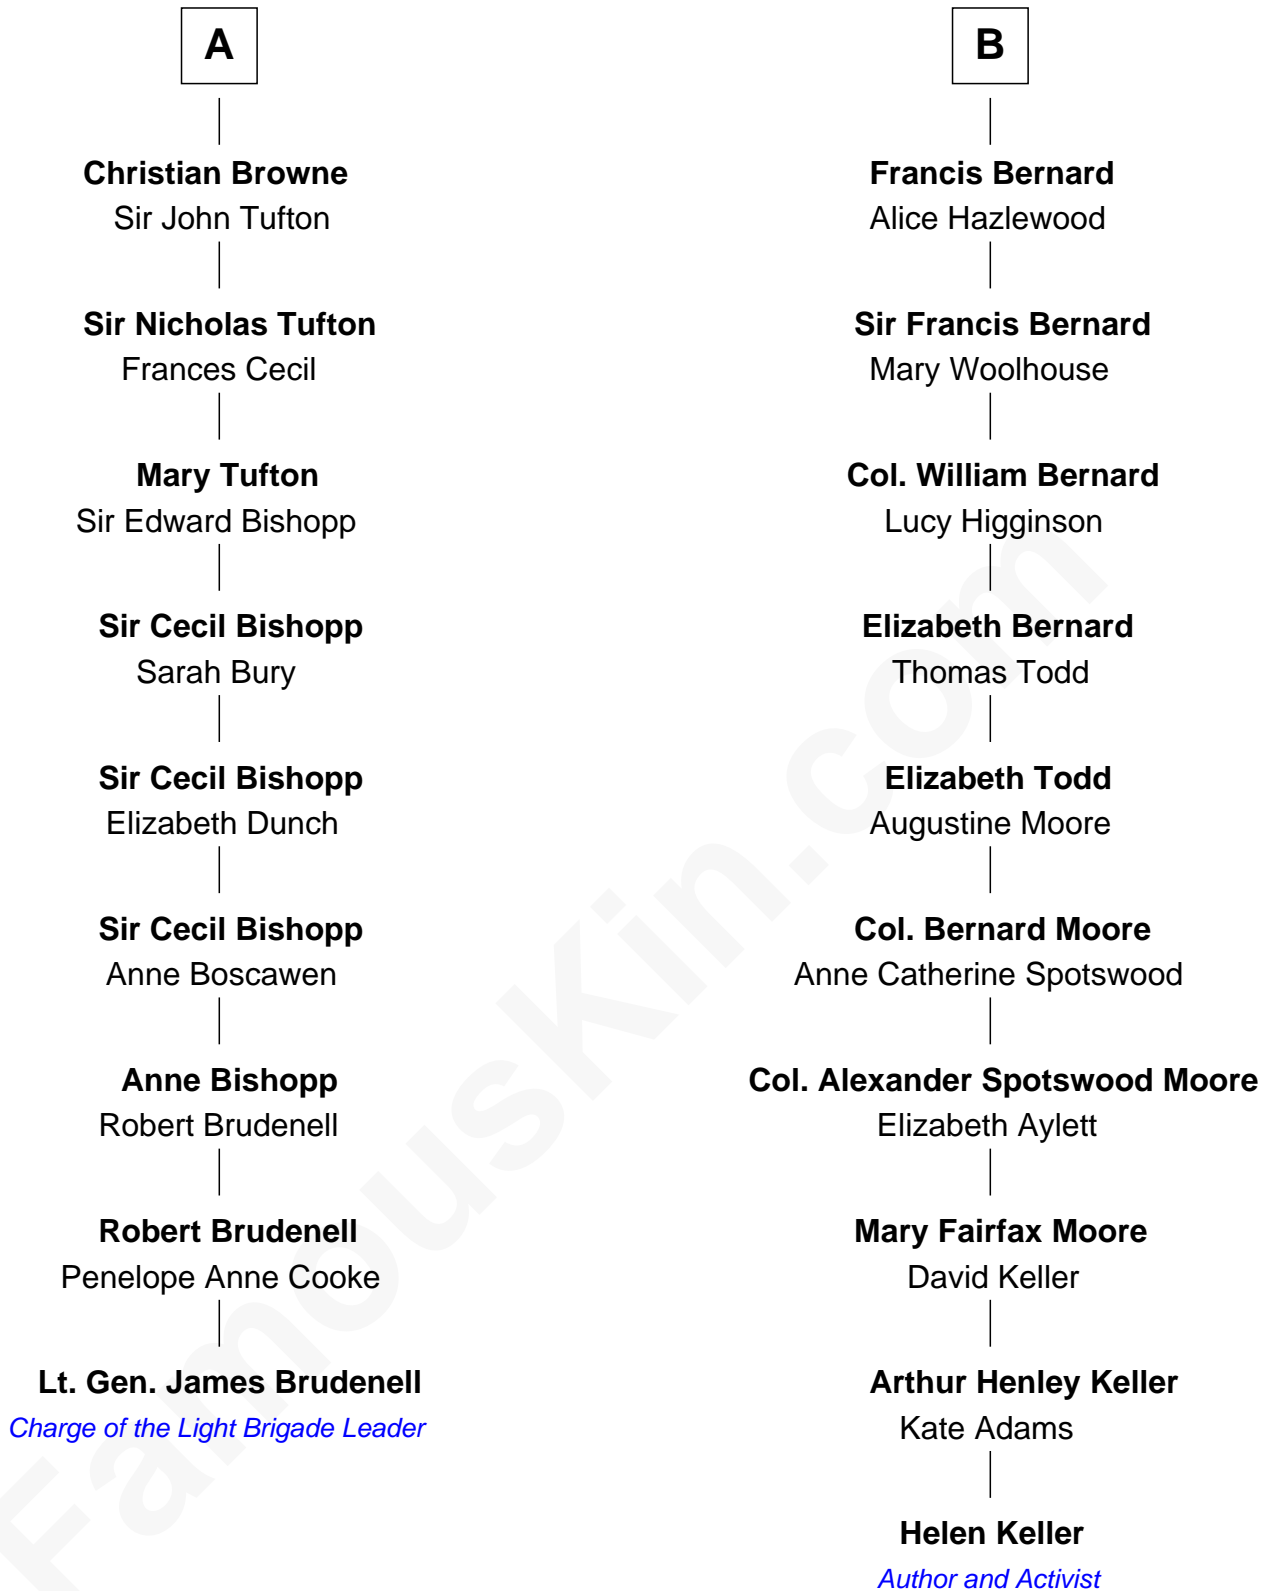 A
Christian Browne
Sir John Tufton
Sir Nicholas Tufton
Frances Cecil
Mary Tufton
Sir Edward Bishopp
Sir Cecil Bishopp
Sarah Bury
Sir Cecil Bishopp
Elizabeth Dunch
Sir Cecil Bishopp
Anne Boscawen
Anne Bishopp
Robert Brudenell
Robert Brudenell
Penelope Anne Cooke
Lt. Gen. James Brudenell
Charge of the Light Brigade Leader
B
Francis Bernard
Alice Hazlewood
Sir Francis Bernard
Mary Woolhouse
Col. William Bernard
Lucy Higginson
Elizabeth Bernard
Thomas Todd
Elizabeth Todd
Augustine Moore
Col. Bernard Moore
Anne Catherine Spotswood
Col. Alexander Spotswood Moore
Elizabeth Aylett
Mary Fairfax Moore
David Keller
Arthur Henley Keller
Kate Adams
Helen Keller
Author and Activist
FamousKin.com